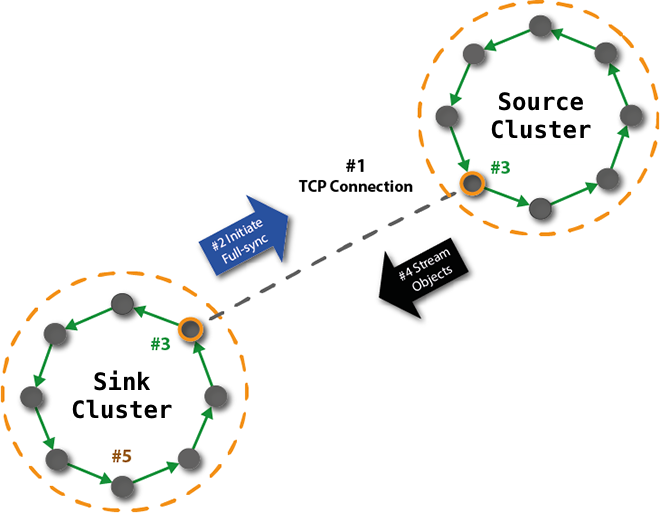 Source
Cluster
#1
TCP Connection
#3
#2 Initiate
Full-sync
#4 Stream
Objects
#3
Sink
Cluster
#5